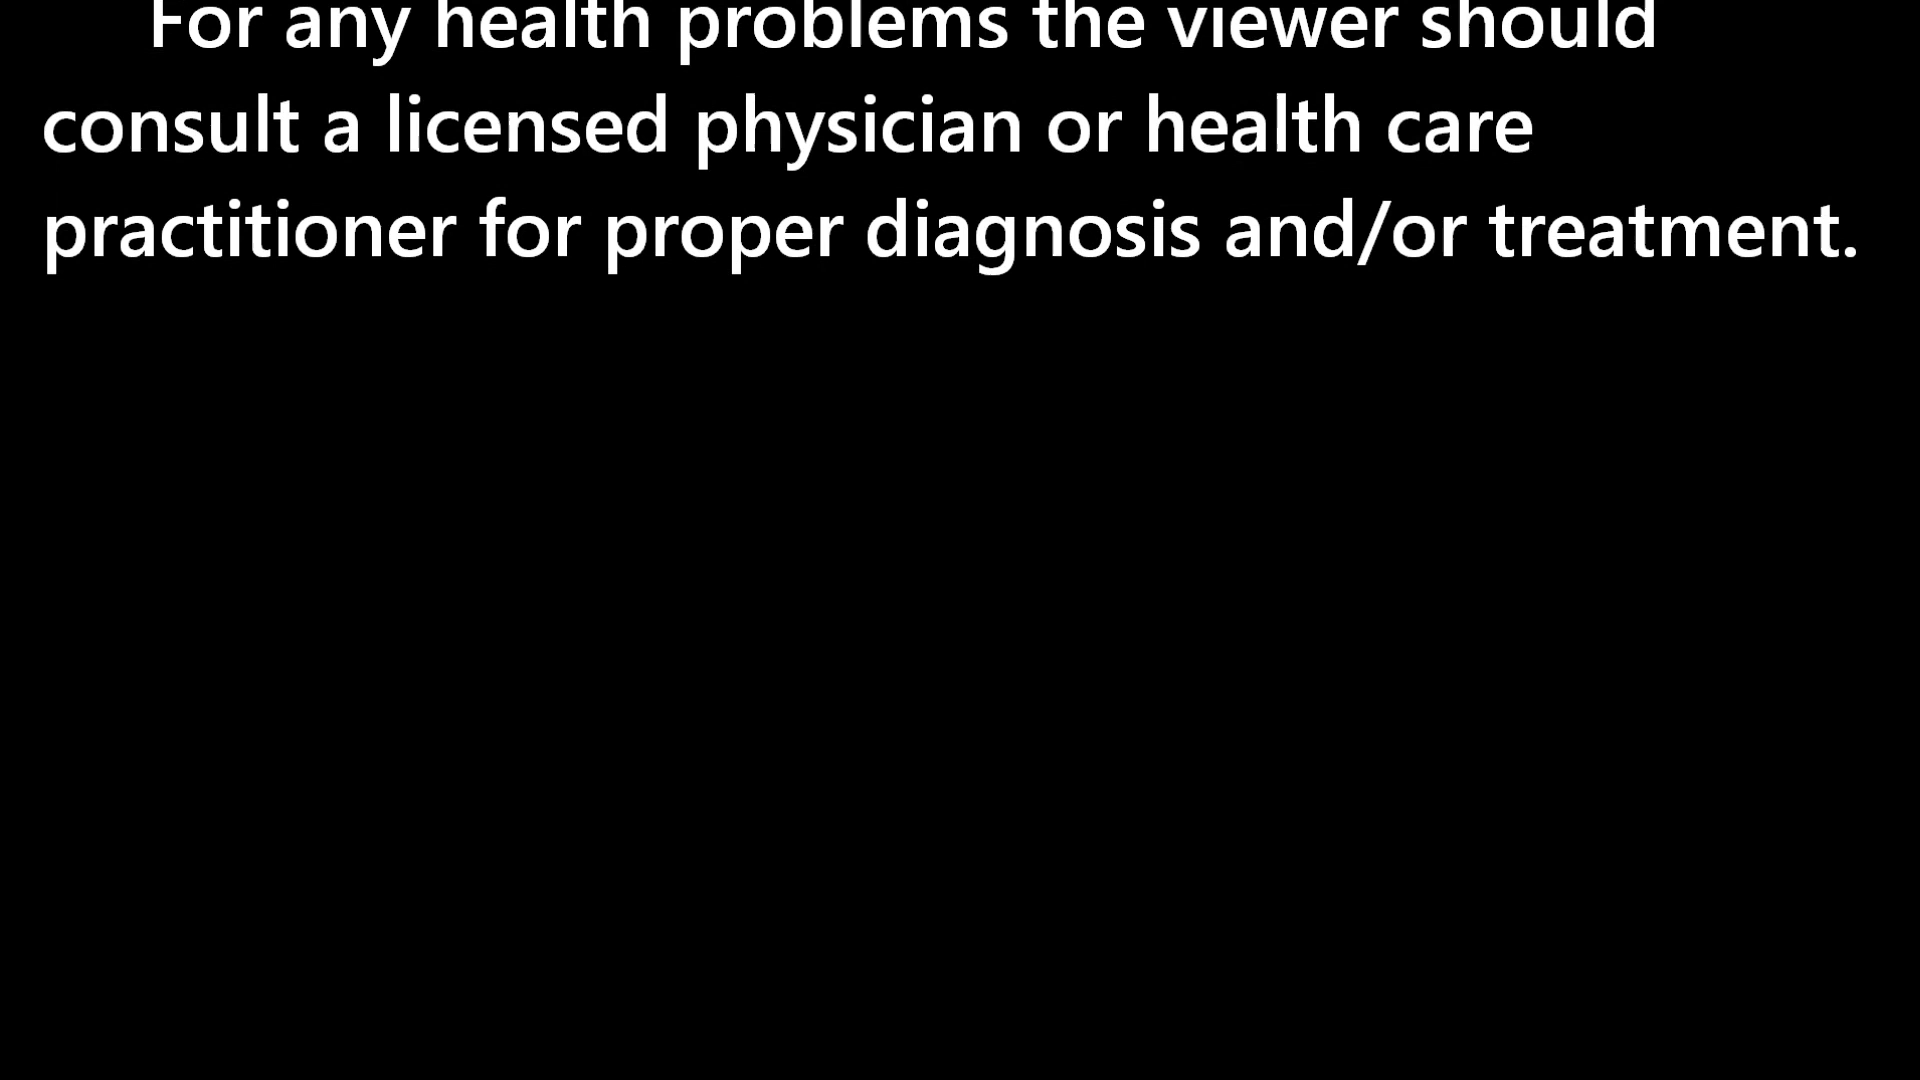 For any health problems the viewer should
consult a licensed physician or health care
practitioner for proper diagnosis and/or treatment.